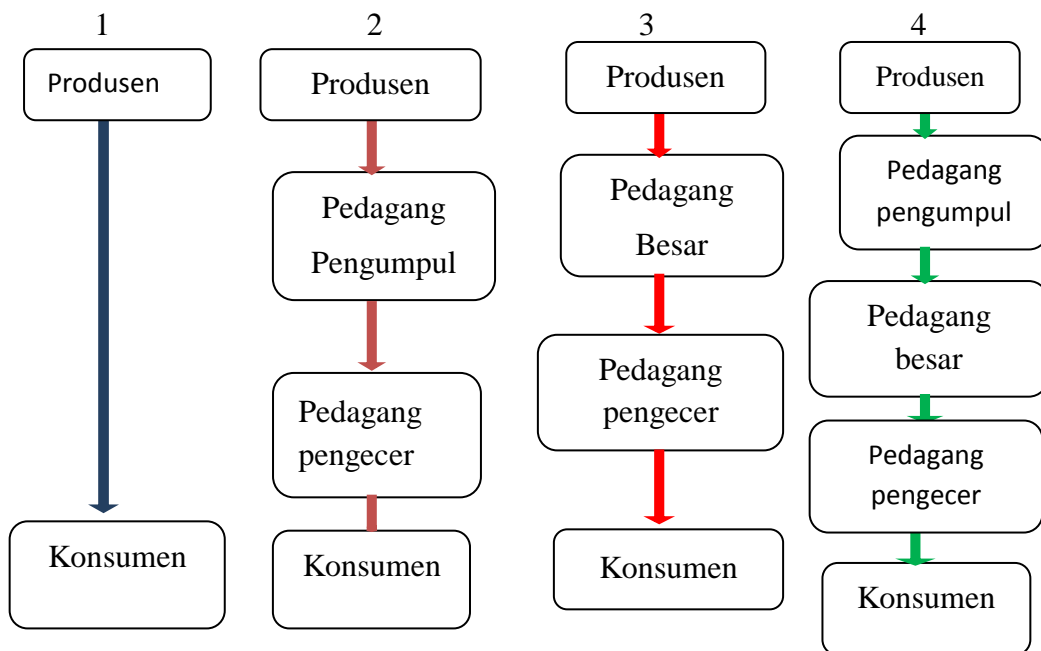 1
Produsen
Konsumen
2
Produsen
Pedagang
Pengumpul
Pedagang
pengecer
Konsumen
3
Produsen
Pedagang
Besar
Pedagang
pengecer
Konsumen
4
Produsen
Pedagang
pengumpul
Pedagang
besar
Pedagang
pengecer
Konsumen